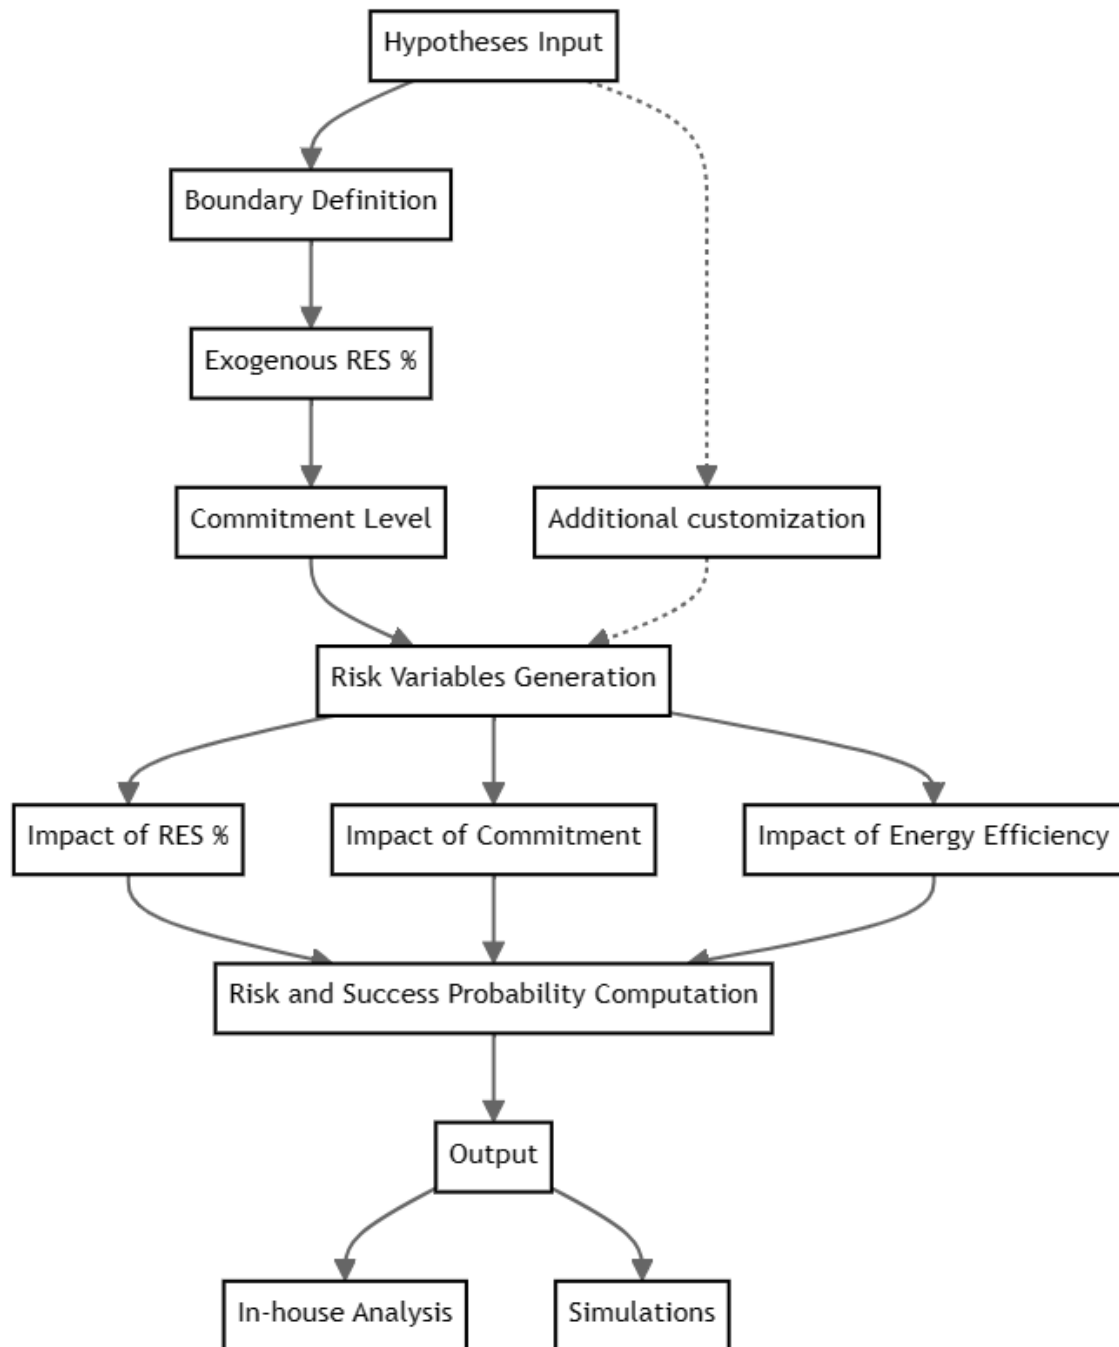 Hypotheses Input
Boundary Definition
Exogenous RES %
Commitment Level
Additional customization
Risk Variables Generation
Impact of RES %
Impact of Commitment
Impact of Energy Efficiency
Risk and Success Probability Computation
Output
In-house Analysis
Simulations